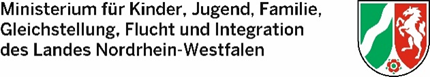 Ministerium für Kinder, Jugend, Familie,
Gleichstellung, Flucht und Integration
des Landes Nordrhein-Westfalen